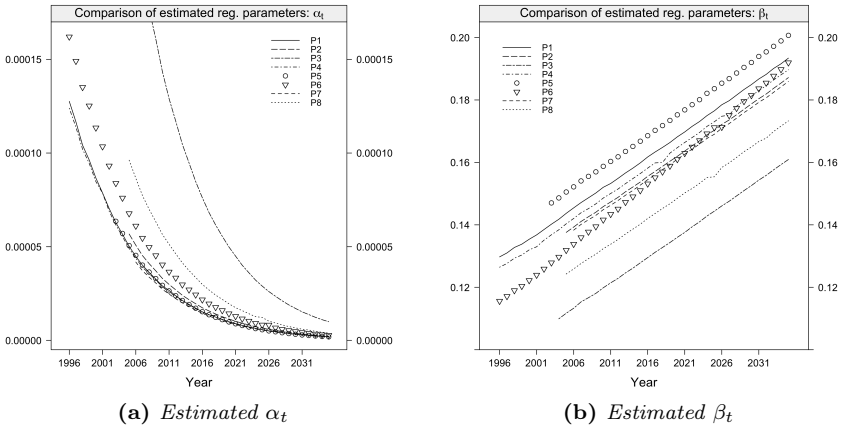 Comparison of estimated reg. parameters: αt
0.00015
0.00010
0.00005
0.00000
0.00015
0.00010
0.00005
0.00000
P1
P2
P3
P4
P5
P6
P7
P8
1996 2001 2006 2011 2016 2021 2026 2031
Year
(a) Estimated αt
Comparison of estimated reg. parameters: βt
0.20
0.18
0.16
0.14
0.12
0.20
0.18
0.16
0.14
0.12
P1
P2
P3
P4
P5
P6
P7
P8
1996 2001 2006 2011 2016 2021 2026 2031
Year
(b) Estimated βt